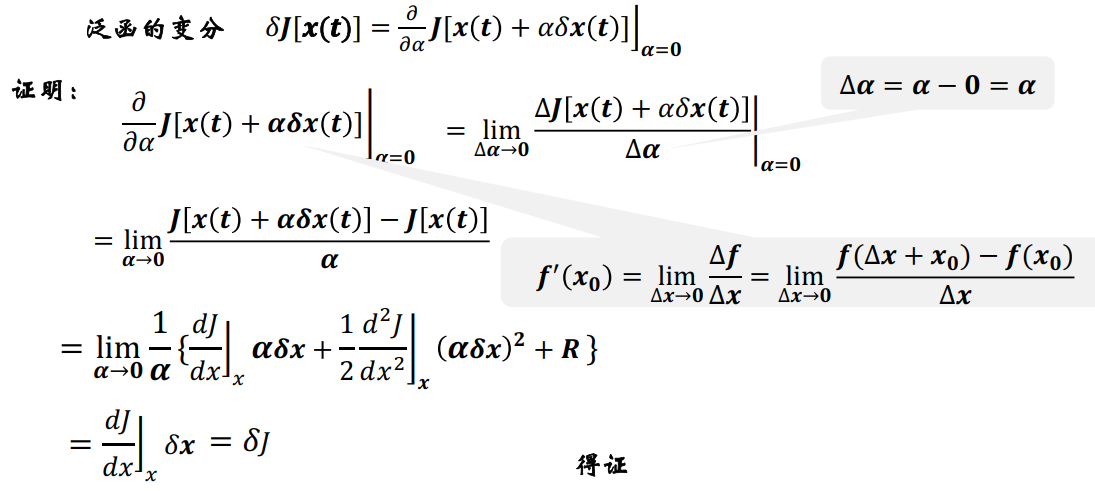 泛函的变分 δJ[x(t)] = ∂/∂α J[x(t) + αδx(t)]|α=0
证明：
Δα = α − 0 = α
∂/∂α J[x(t) + αδx(t)]|α=0 = lim Δα→0 ΔJ[x(t) + αδx(t)]/Δα |α=0
= lim α→0 J[x(t) + αδx(t)] − J[x(t)]/α
f′(x₀) = lim Δx→0 Δf/Δx = lim Δx→0 f(Δx + x₀) − f(x₀)/Δx
= lim α→0 1/α {dJ/dx|x αδx + 1/2 d²J/dx²|x (αδx)² + R }
= dJ/dx|x δx = δJ
得证